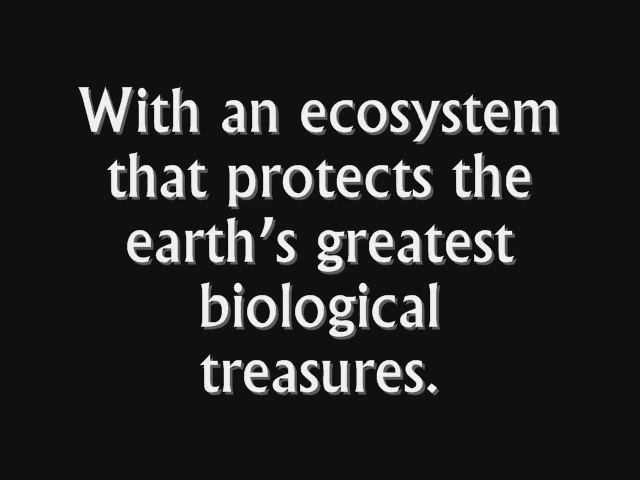 With an ecosystem
that protects the
earth's greatest
biological
treasures.